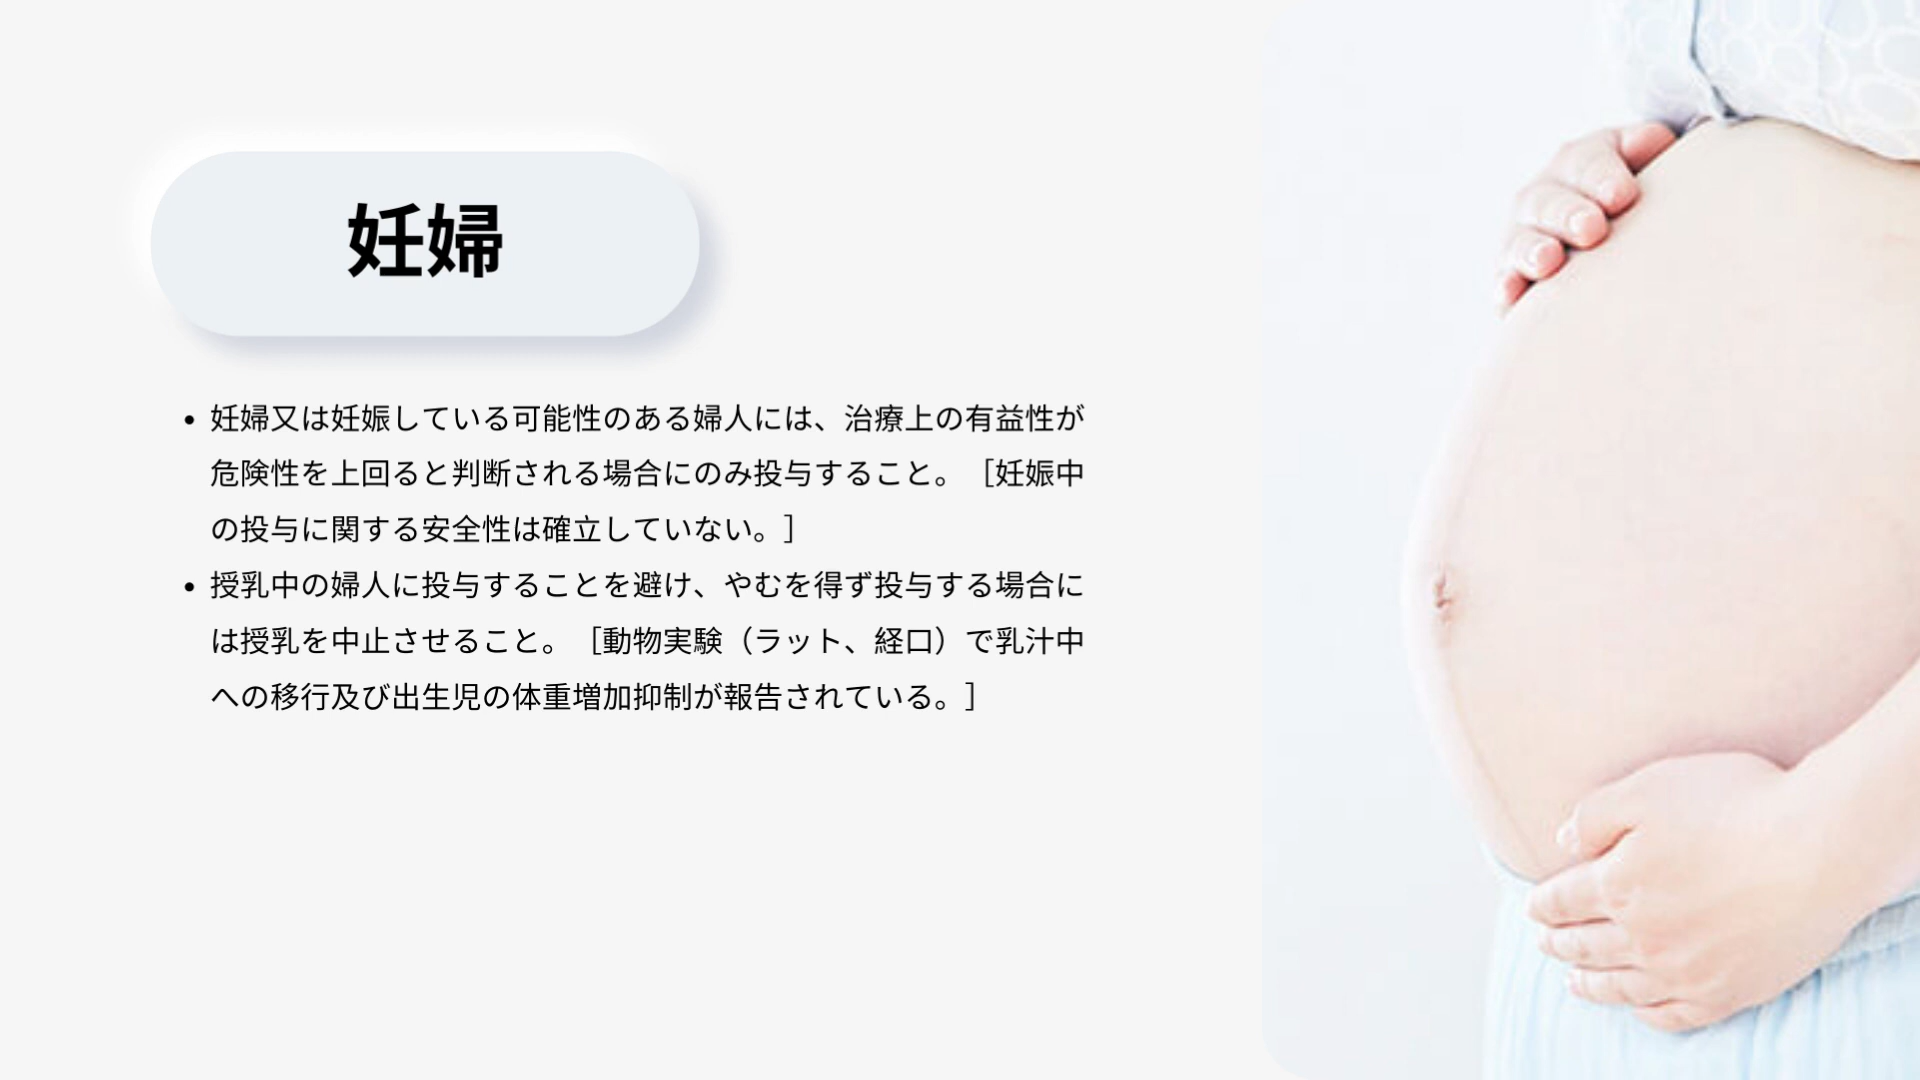 妊婦
• 妊婦又は妊娠している可能性のある婦人には、治療上の有益性が
危険性を上回ると判断される場合にのみ投与すること。［妊娠中
の投与に関する安全性は確立していない。］
• 授乳中の婦人に投与することを避け、やむを得ず投与する場合に
は授乳を中止させること。［動物実験（ラット、経口）で乳汁中
への移行及び出生児の体重増加抑制が報告されている。］